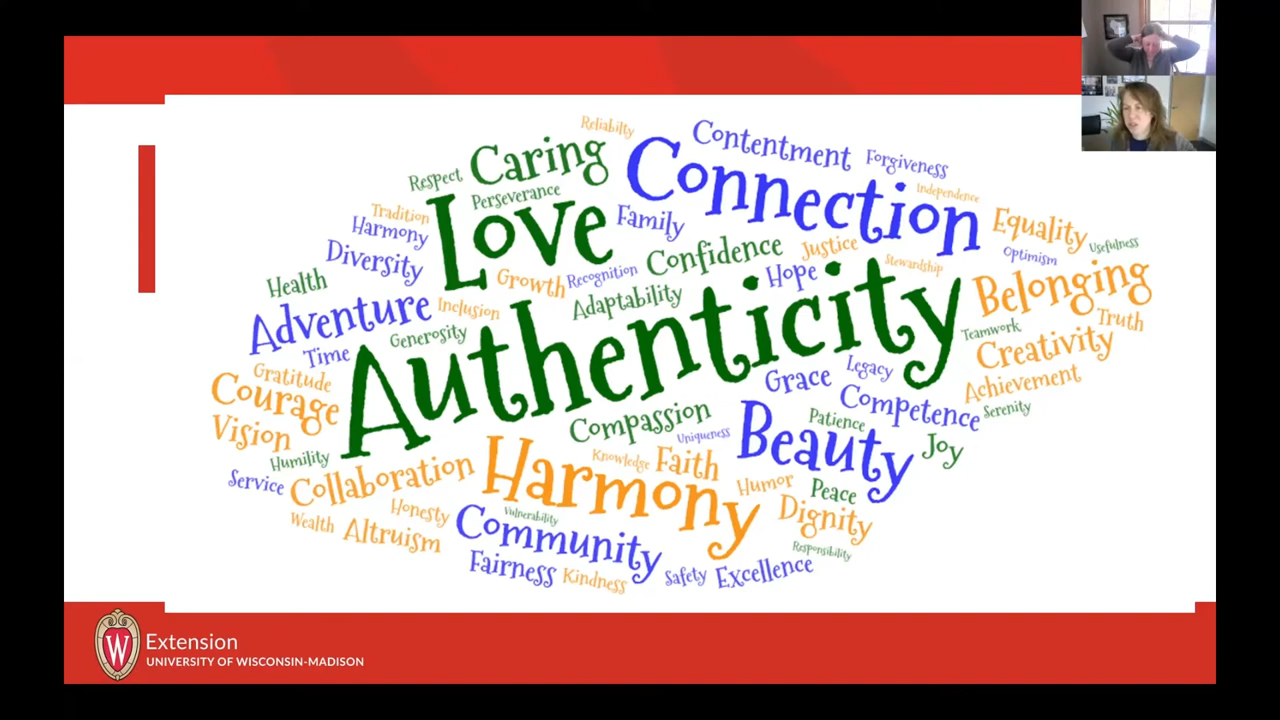 Reliabilty
Contentment
Forgiveness
Caring
Connection
Respect
Perseverance
Independence
Love
Family
Tradition
Harmony
Equality
Usefulness
Diversity
Confidence
Justice
Optimism
Health
Growth
Recognition
Hope
Stewardship
Belonging
Adventure
Inclusion
Adaptability
Authenticity
Truth
Time
Generosity
Teamwork
Creativity
Gratitude
Grace
Legacy
Achievement
Courage
Compassion
Competence
Serenity
Vision
Uniqueness
Beauty
Patience
Joy
Humility
Knowledge
Faith
Service
Collaboration
Harmony
Humor
Peace
Honesty
Vulnerability
Dignity
Wealth
Altruism
Community
Responsibility
Fairness
Kindness
Safety
Excellence
W
Extension
UNIVERSITY OF WISCONSIN-MADISON